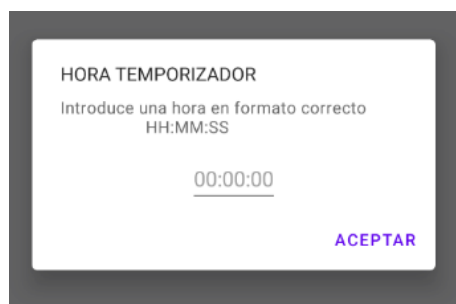 HORA TEMPORIZADOR
Introduce una hora en formato correcto
HH:MM:SS
00:00:00
ACEPTAR